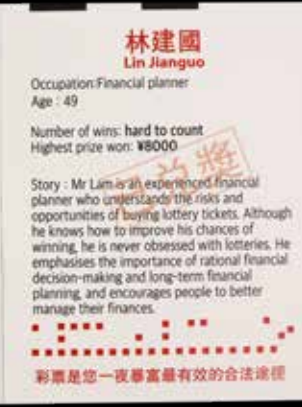 林建國
Lin Jianguo
Occupation:Financial planner
Age : 49
Number of wins: hard to count
Highest prize won: ¥8000
已兌將
Story : Mr Lam is an experienced financial
planner who understands the risks and
opportunities of buying lottery tickets. Although
he knows how to improve his chances of
winning, he is never obsessed with lotteries. He
emphasises the importance of rational financial
decision-making and long-term financial
planning, and encourages people to better
manage their finances.
彩票是您一夜暴富最有效的合法途徑